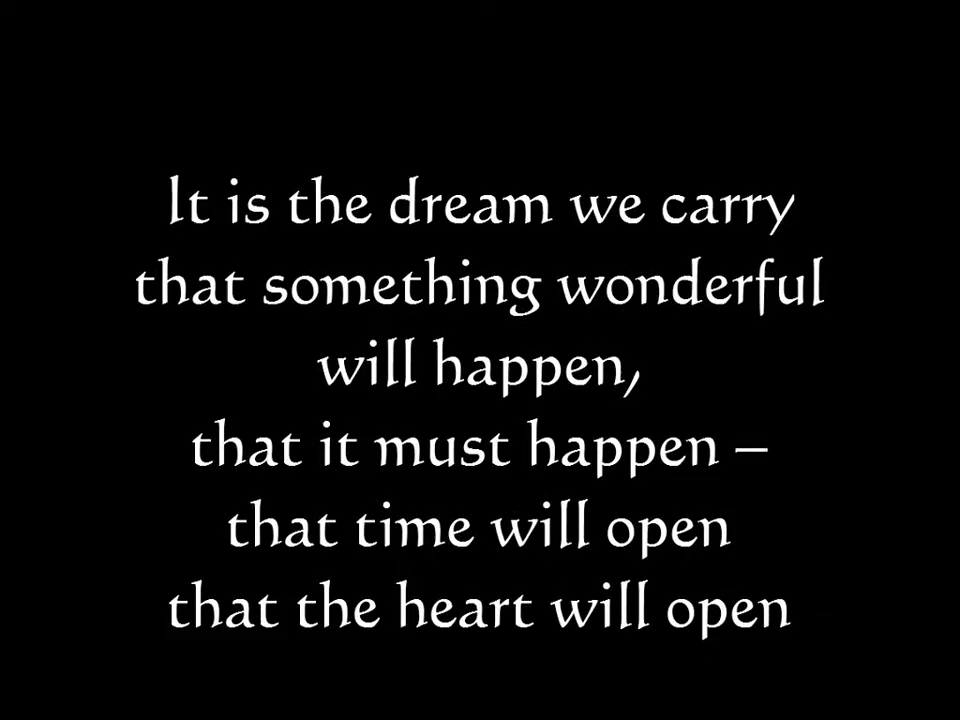 It is the dream we carry
that something wonderful
will happen,
that it must happen –
that time will open
that the heart will open